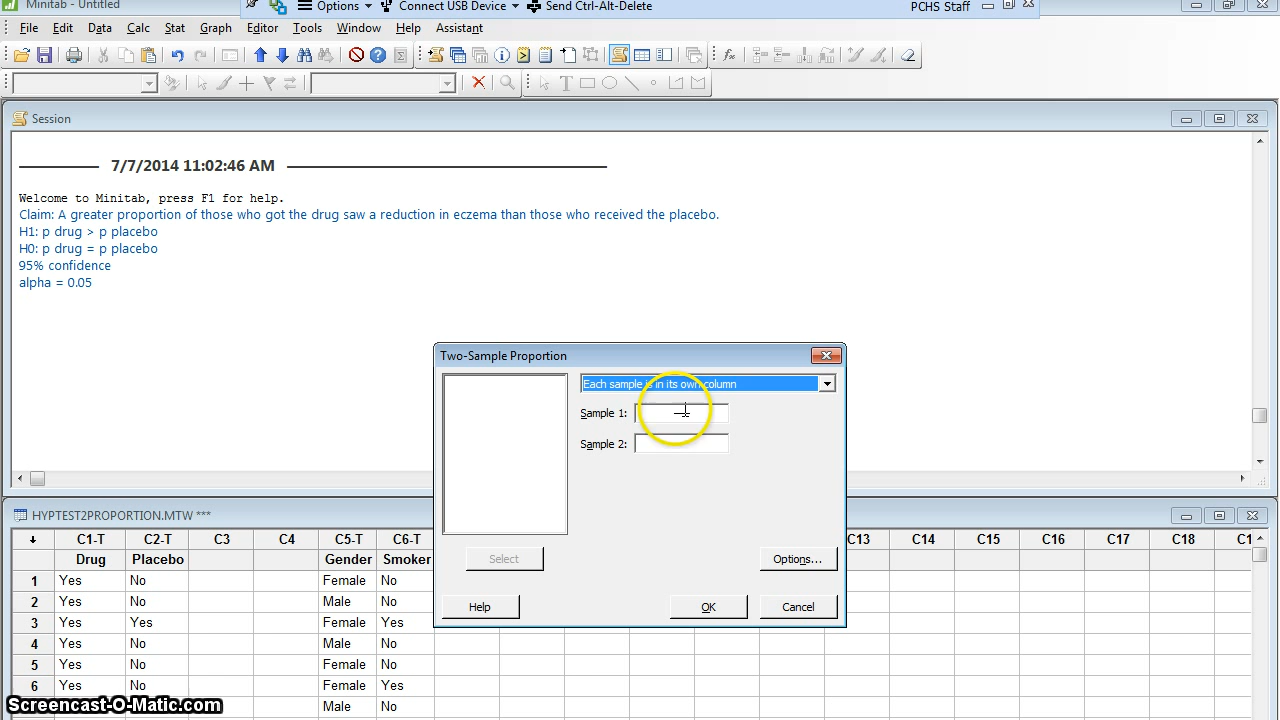 Minitab - Untitled
Options
Connect USB Device
Send Ctrl-Alt-Delete
PCHS Staff
File Edit Data Calc Stat Graph Editor Tools Window Help Assistant
Session
7/7/2014 11:02:46 AM
Welcome to Minitab, press F1 for help.
Claim: A greater proportion of those who got the drug saw a reduction in eczema than those who received the placebo.
H1: p drug > p placebo
H0: p drug = p placebo
95% confidence
alpha = 0.05
Two-Sample Proportion
Each sample is in its own column
Sample 1:
Sample 2:
Select
Options...
Help
OK
Cancel
HYPTEST2PROPORTION.MTW ***
C1-T C2-T C3 C4 C5-T C6-T C13 C14 C15 C16 C17 C18 C1
Drug Placebo Gender Smoker
1 Yes No Female No
2 Yes No Male No
3 Yes Yes Female Yes
4 Yes No Male No
5 Yes No Female No
6 Yes No Female Yes
Male No
Screencast-O-Matic.com